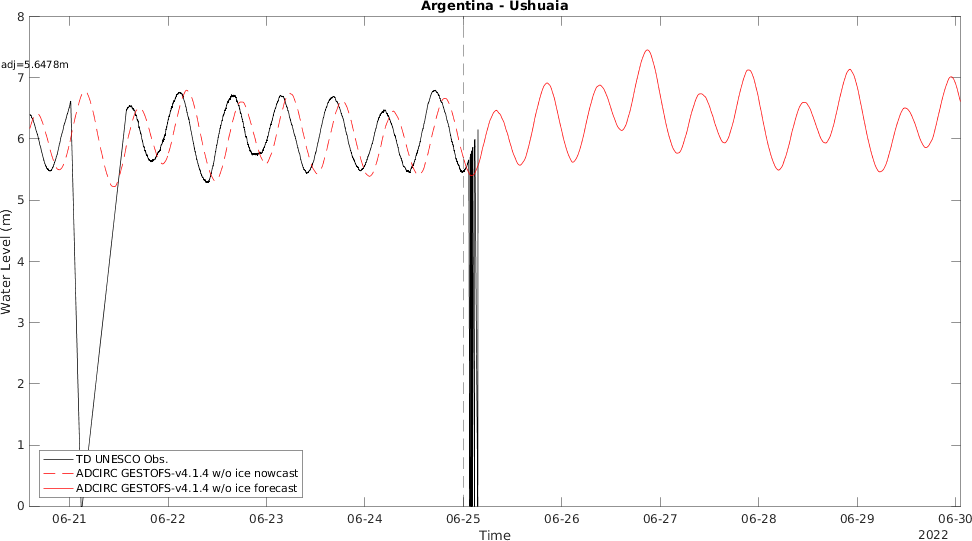 Argentina - Ushuaia
8
adj=5.6478m
7
6
5
4
3
2
1
0
Water Level (m)
TD UNESCO Obs.
ADCIRC GESTOFS-v4.1.4 w/o ice nowcast
ADCIRC GESTOFS-v4.1.4 w/o ice forecast
06-21 06-22 06-23 06-24 06-25 06-26 06-27 06-28 06-29 06-30
2022
Time